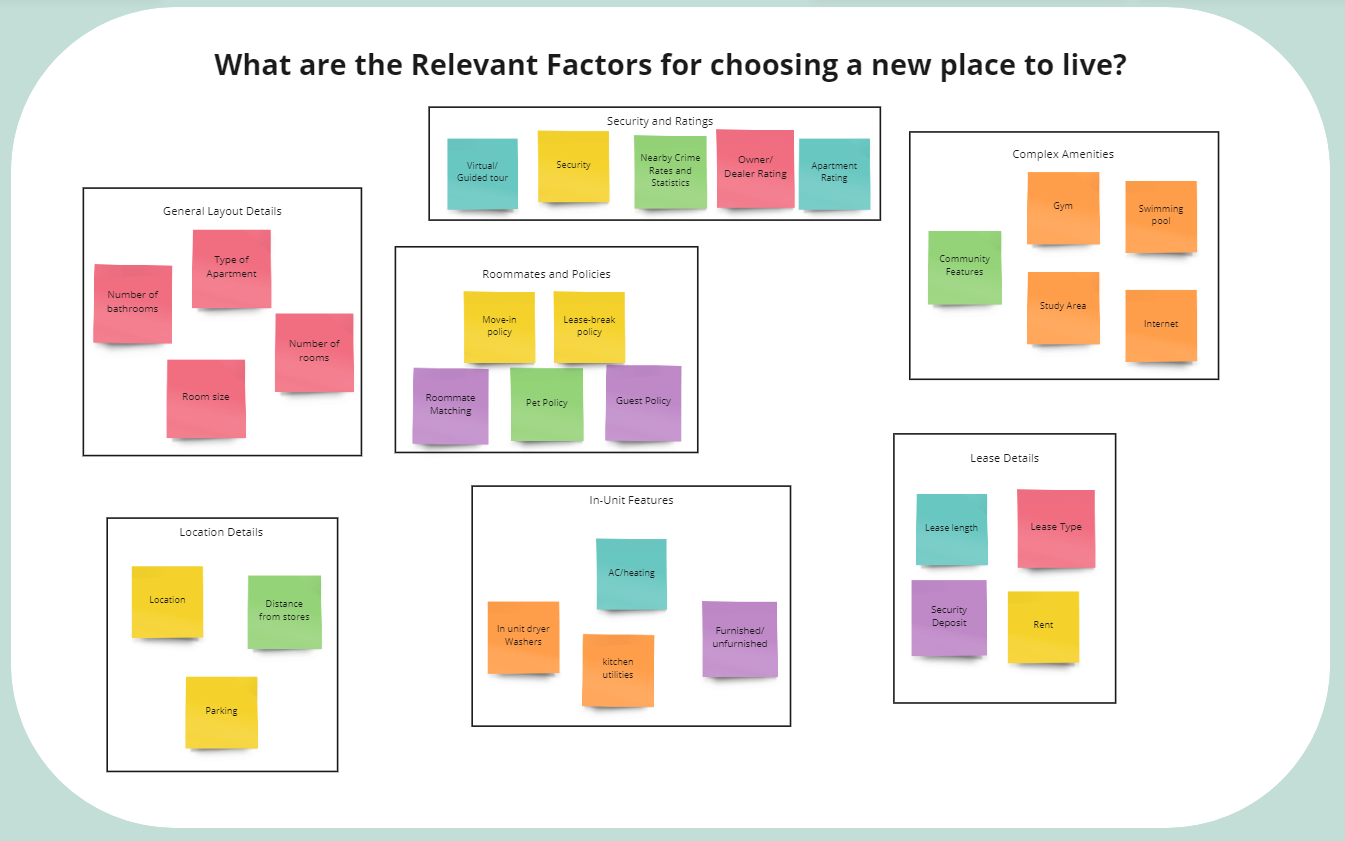 What are the Relevant Factors for choosing a new place to live?
Security and Ratings
Virtual/
Guided tour
Security
Nearby Crime
Rates and
Statistics
Owner/
Dealer Rating
Apartment
Rating
Complex Amenities
Gym
Swimming
pool
Community
Features
Study Area
Internet
General Layout Details
Type of
Apartment
Number of
bathrooms
Number of
rooms
Room size
Roommates and Policies
Move-in
policy
Lease-break
policy
Roommate
Matching
Pet Policy
Guest Policy
Lease Details
Lease length
Lease Type
Security
Deposit
Rent
Location Details
Location
Distance
from stores
Parking
In-Unit Features
AC/heating
In unit dryer
Washers
kitchen
utilities
Furnished/
unfurnished